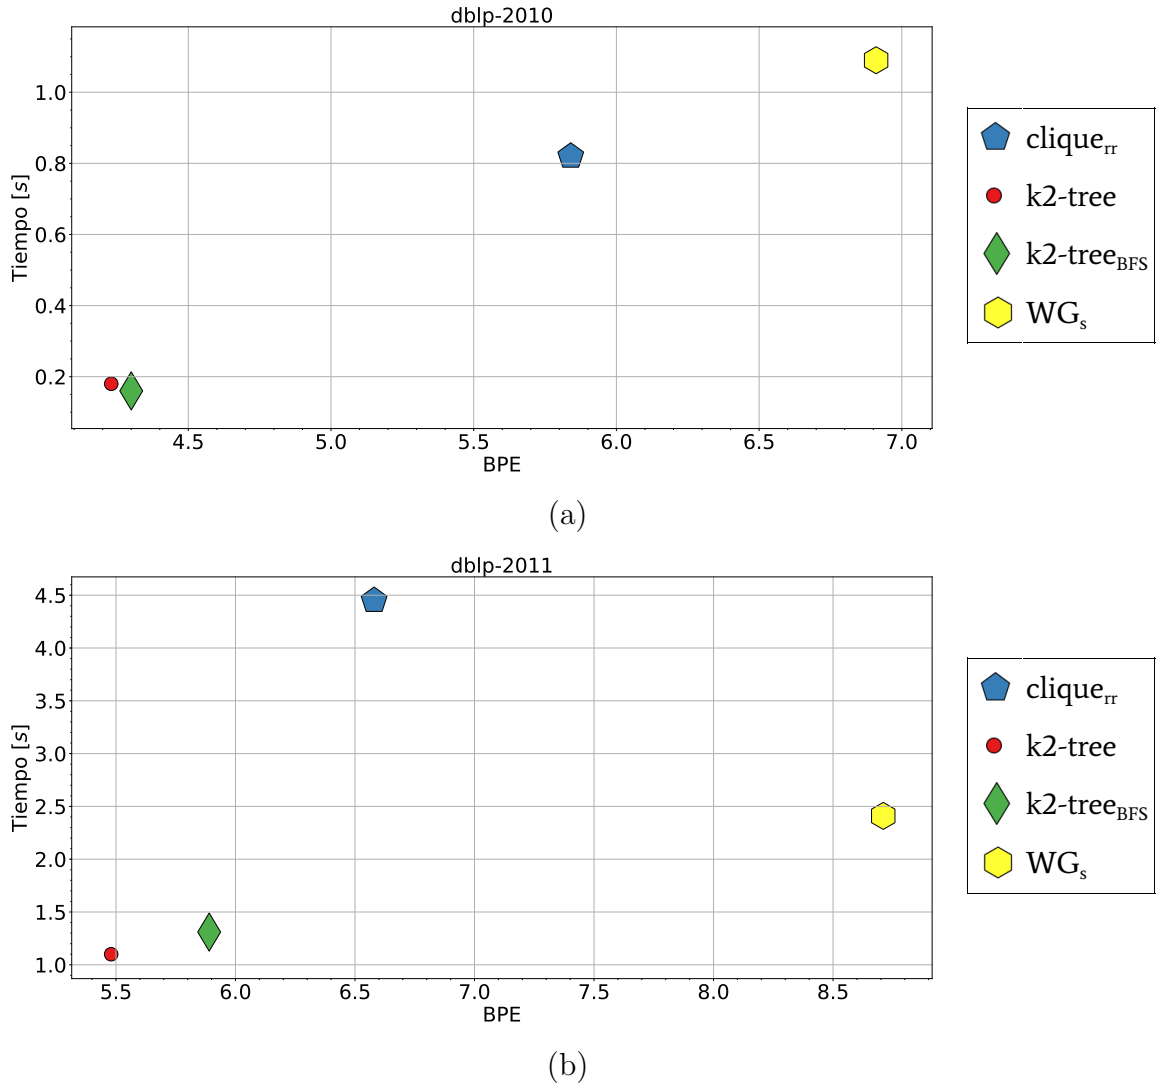 dblp-2010
Tiempo [s]
1.0
0.8
0.6
0.4
0.2
4.5 5.0 5.5 6.0 6.5 7.0
BPE
clique_rr
k2-tree
k2-tree_BFS
WG_s
(a)
dblp-2011
Tiempo [s]
4.5
4.0
3.5
3.0
2.5
2.0
1.5
1.0
5.5 6.0 6.5 7.0 7.5 8.0 8.5
BPE
clique_rr
k2-tree
k2-tree_BFS
WG_s
(b)